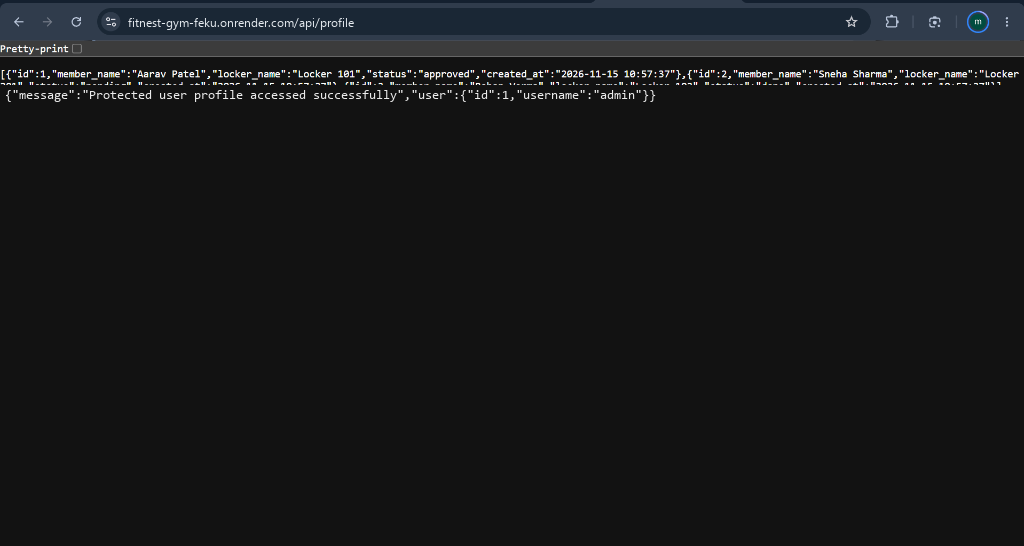 fitnest-gym-feku.onrender.com/api/profile
m
Pretty-print
[{"id":1,"member_name":"Aarav Patel","locker_name":"Locker 101","status":"approved","created_at":"2026-11-15 10:57:37"},{"id":2,"member_name":"Sneha Sharma","locker_name":"Locker
{"message":"Protected user profile accessed successfully","user":{"id":1,"username":"admin"}}